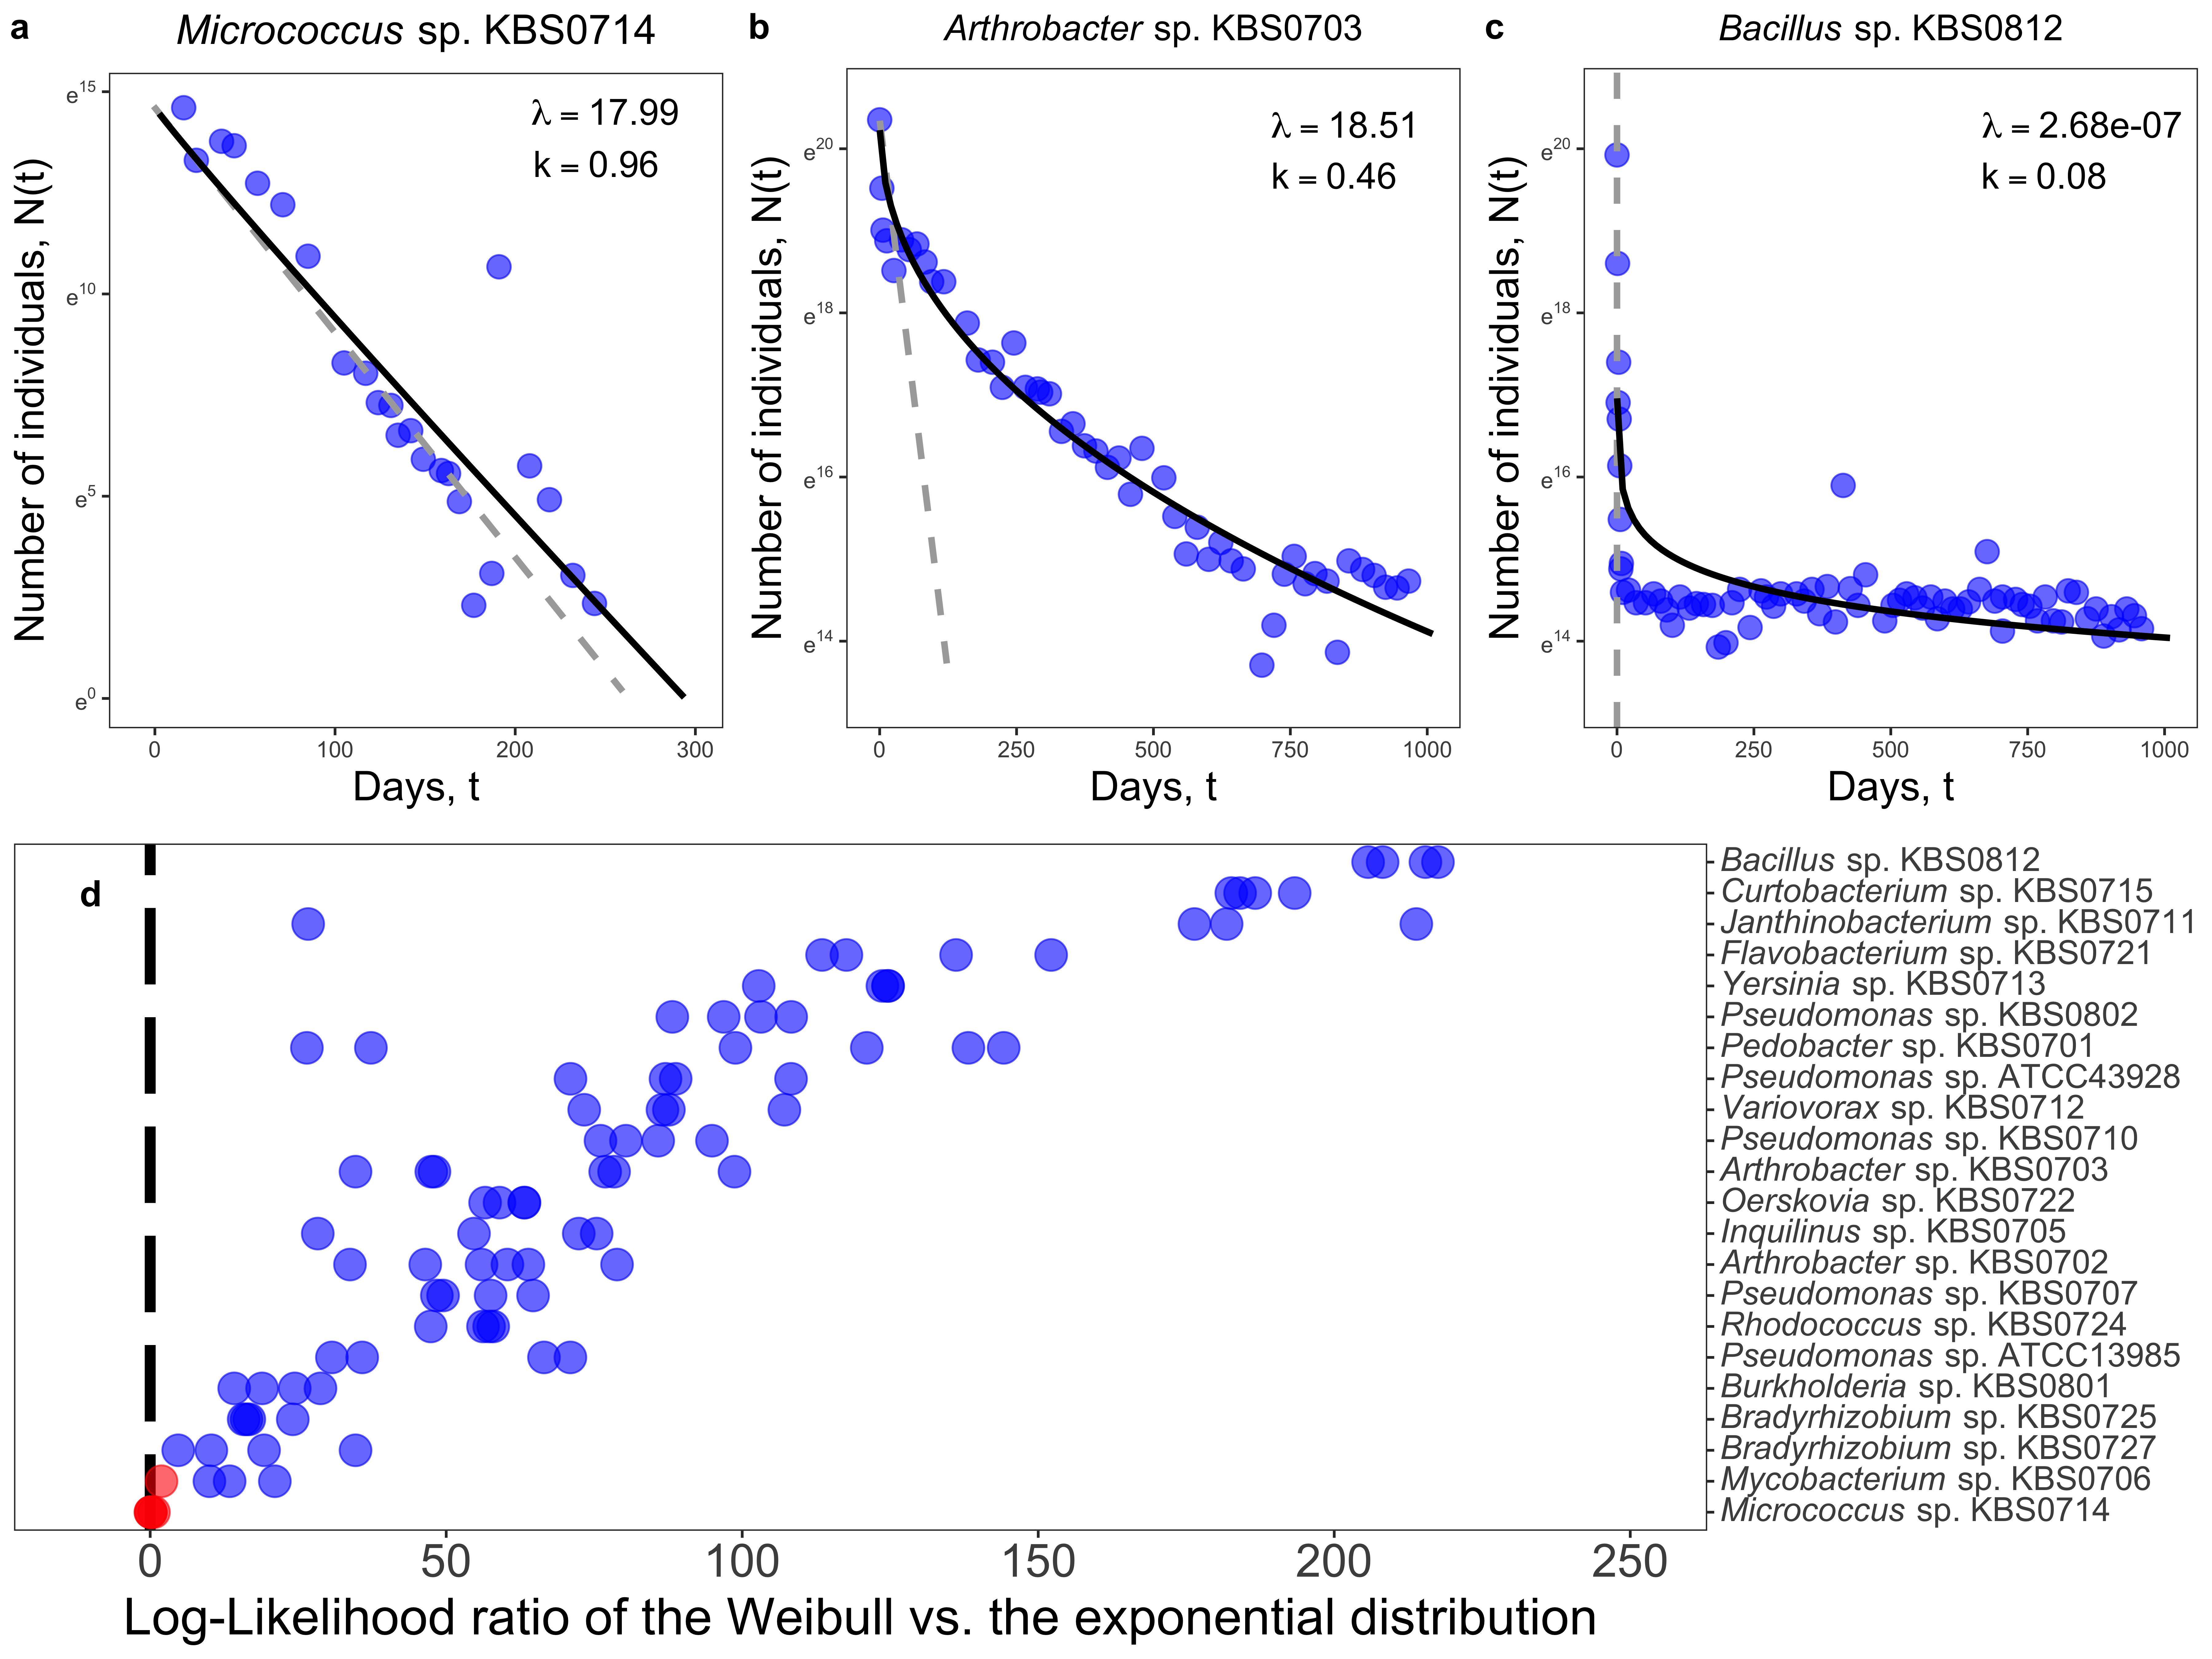 a
Micrococcus sp. KBS0714
λ = 17.99
k = 0.96
Number of individuals, N(t)
e15
e10
e5
e0
0 100 200 300
Days, t
b
Arthrobacter sp. KBS0703
λ = 18.51
k = 0.46
Number of individuals, N(t)
e20
e18
e16
e14
0 250 500 750 1000
Days, t
c
Bacillus sp. KBS0812
λ = 2.68e-07
k = 0.08
Number of individuals, N(t)
e20
e18
e16
e14
0 250 500 750 1000
Days, t
d
Bacillus sp. KBS0812
Curtobacterium sp. KBS0715
Janthinobacterium sp. KBS0711
Flavobacterium sp. KBS0721
Yersinia sp. KBS0713
Pseudomonas sp. KBS0802
Pedobacter sp. KBS0701
Pseudomonas sp. ATCC43928
Variovorax sp. KBS0712
Pseudomonas sp. KBS0710
Arthrobacter sp. KBS0703
Oerskovia sp. KBS0722
Inquilinus sp. KBS0705
Arthrobacter sp. KBS0702
Pseudomonas sp. KBS0707
Rhodococcus sp. KBS0724
Pseudomonas sp. ATCC13985
Burkholderia sp. KBS0801
Bradyrhizobium sp. KBS0725
Bradyrhizobium sp. KBS0727
Mycobacterium sp. KBS0706
Micrococcus sp. KBS0714
0 50 100 150 200 250
Log-Likelihood ratio of the Weibull vs. the exponential distribution